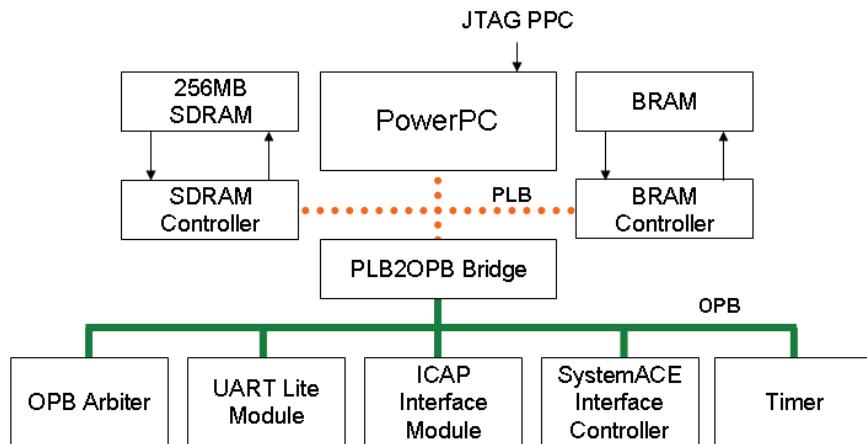 JTAG PPC
256MB
SDRAM
PowerPC
BRAM
SDRAM
Controller
PLB
BRAM
Controller
PLB2OPB Bridge
OPB
OPB Arbiter
UART Lite
Module
ICAP
Interface
Module
SystemACE
Interface
Controller
Timer